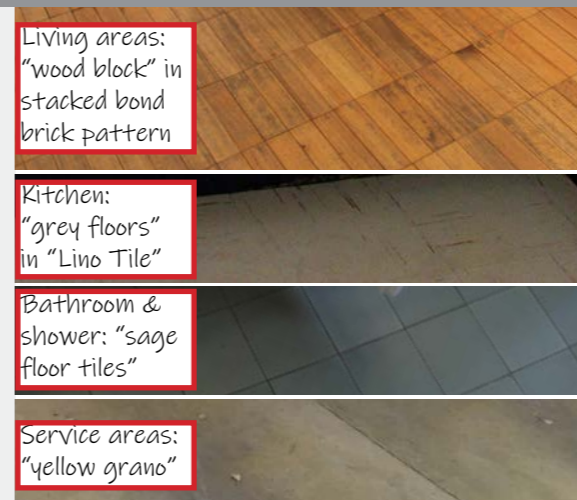 Living areas:
“wood block” in
stacked bond
brick pattern
Kitchen:
“grey floors”
in “Lino Tile”
Bathroom &
shower: “sage
floor tiles”
Service areas:
“yellow grano”